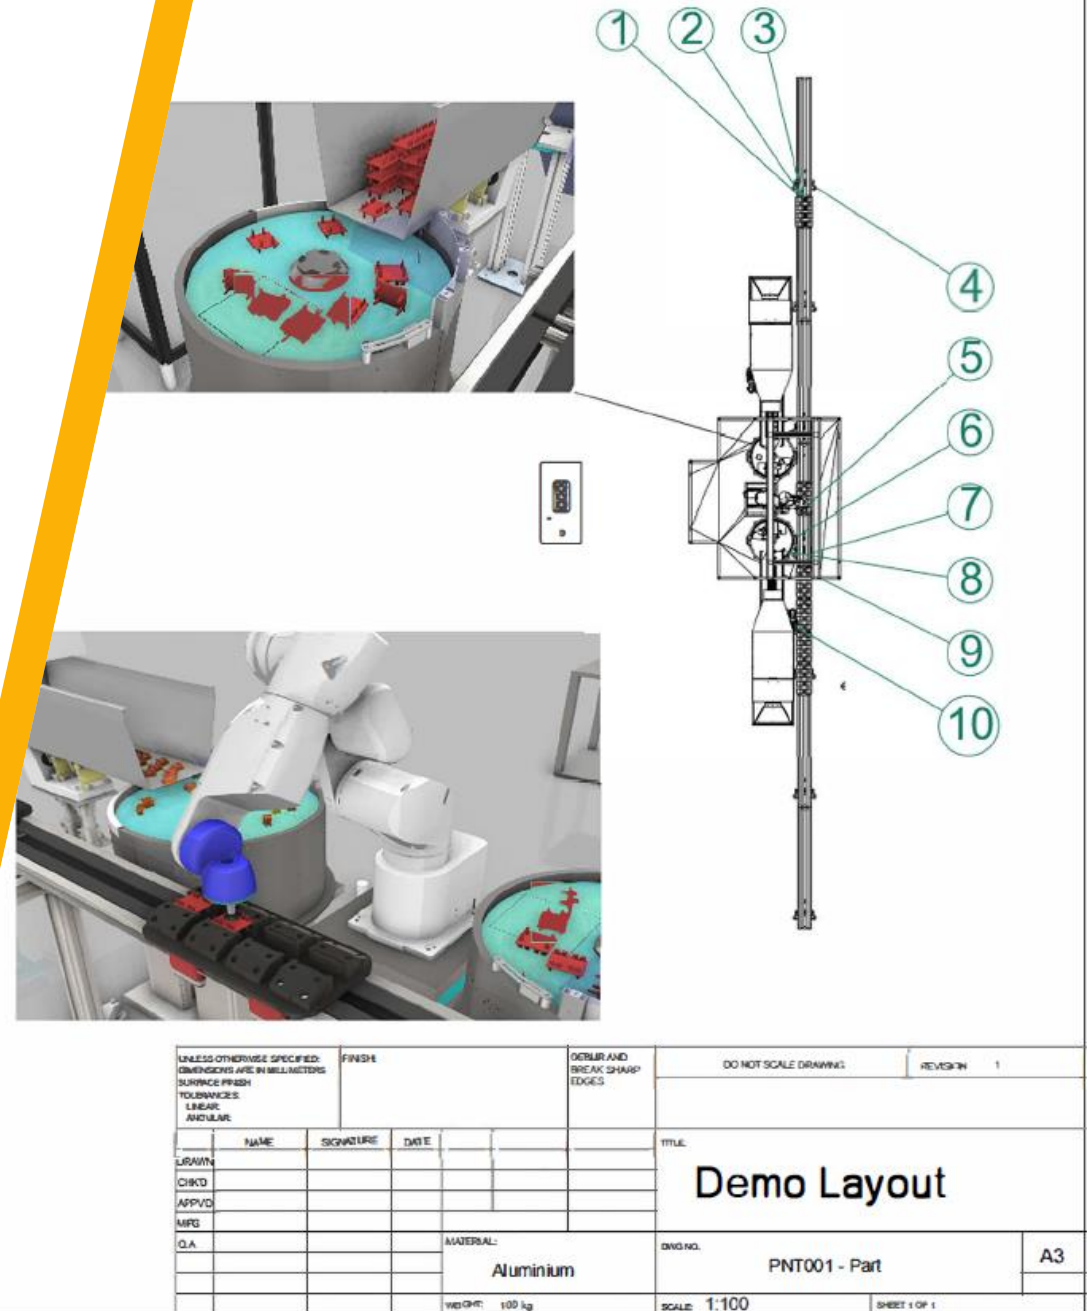 1 2 3
4
5
6
7
8
9
10
UNLESS OTHERWISE SPECIFIED:
DIMENSIONS ARE IN MILLIMETERS
SURFACE FINISH
TOLERANCES:
LINEAR:
ANGULAR:
FINISH:
DEBUR AND
BREAK SHARP
EDGES
DO NOT SCALE DRAWING
REVISION 1
NAME SIGNATURE DATE
DRAWN
CHK'D
APPV'D
MFG
Q.A
TITLE:
Demo Layout
MATERIAL:
Aluminium
DWG NO.
PNT001 - Part
A3
WEIGHT: 100 kg
SCALE: 1:100
SHEET 1 OF 1